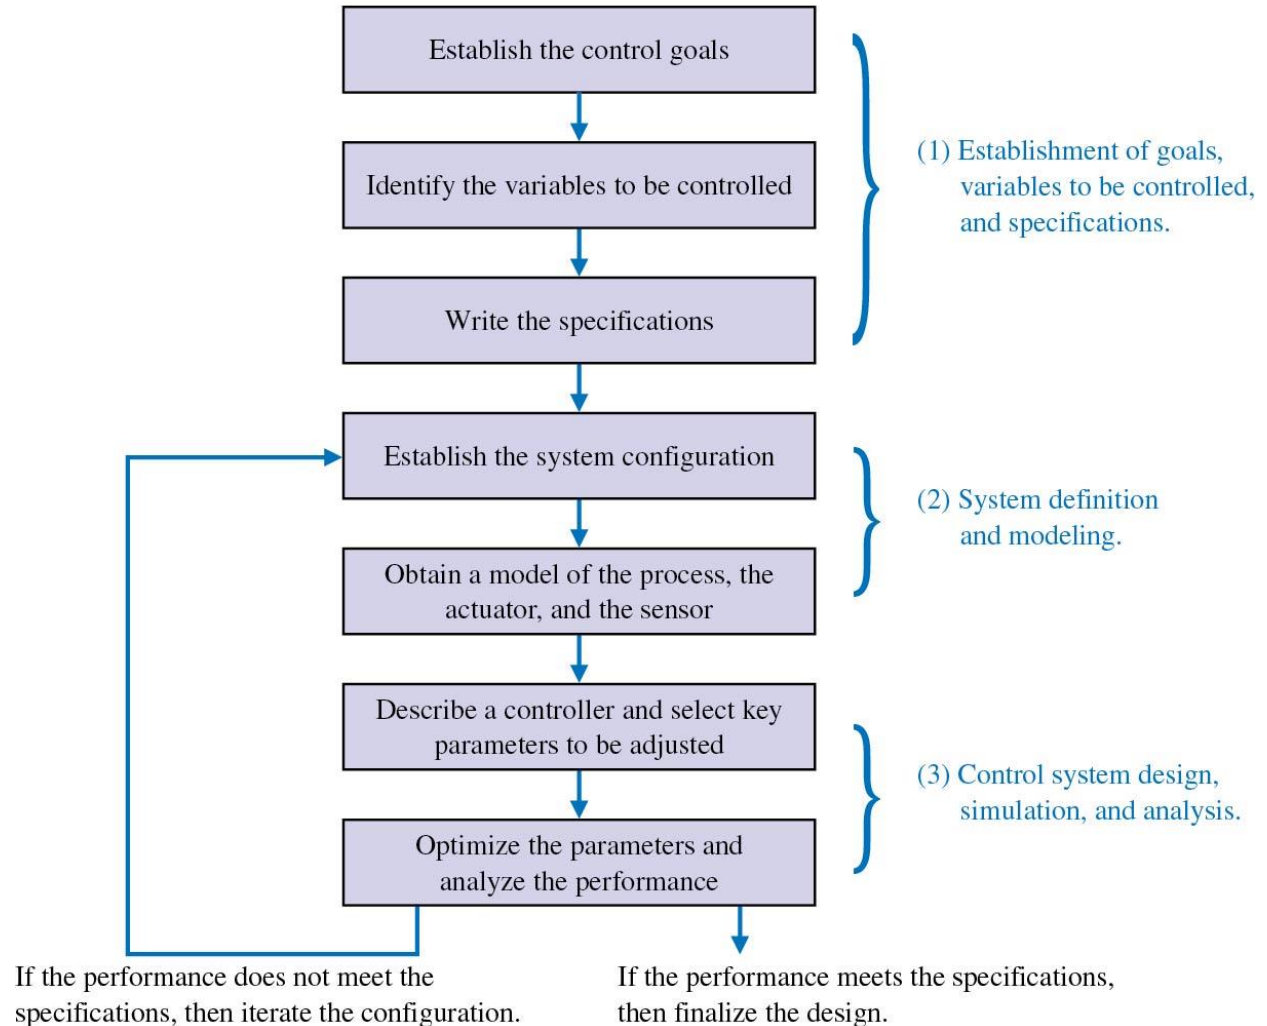 Establish the control goals
Identify the variables to be controlled
Write the specifications
Establish the system configuration
Obtain a model of the process, the
actuator, and the sensor
Describe a controller and select key
parameters to be adjusted
Optimize the parameters and
analyze the performance
(1) Establishment of goals,
variables to be controlled,
and specifications.
(2) System definition
and modeling.
(3) Control system design,
simulation, and analysis.
If the performance does not meet the
specifications, then iterate the configuration.
If the performance meets the specifications,
then finalize the design.